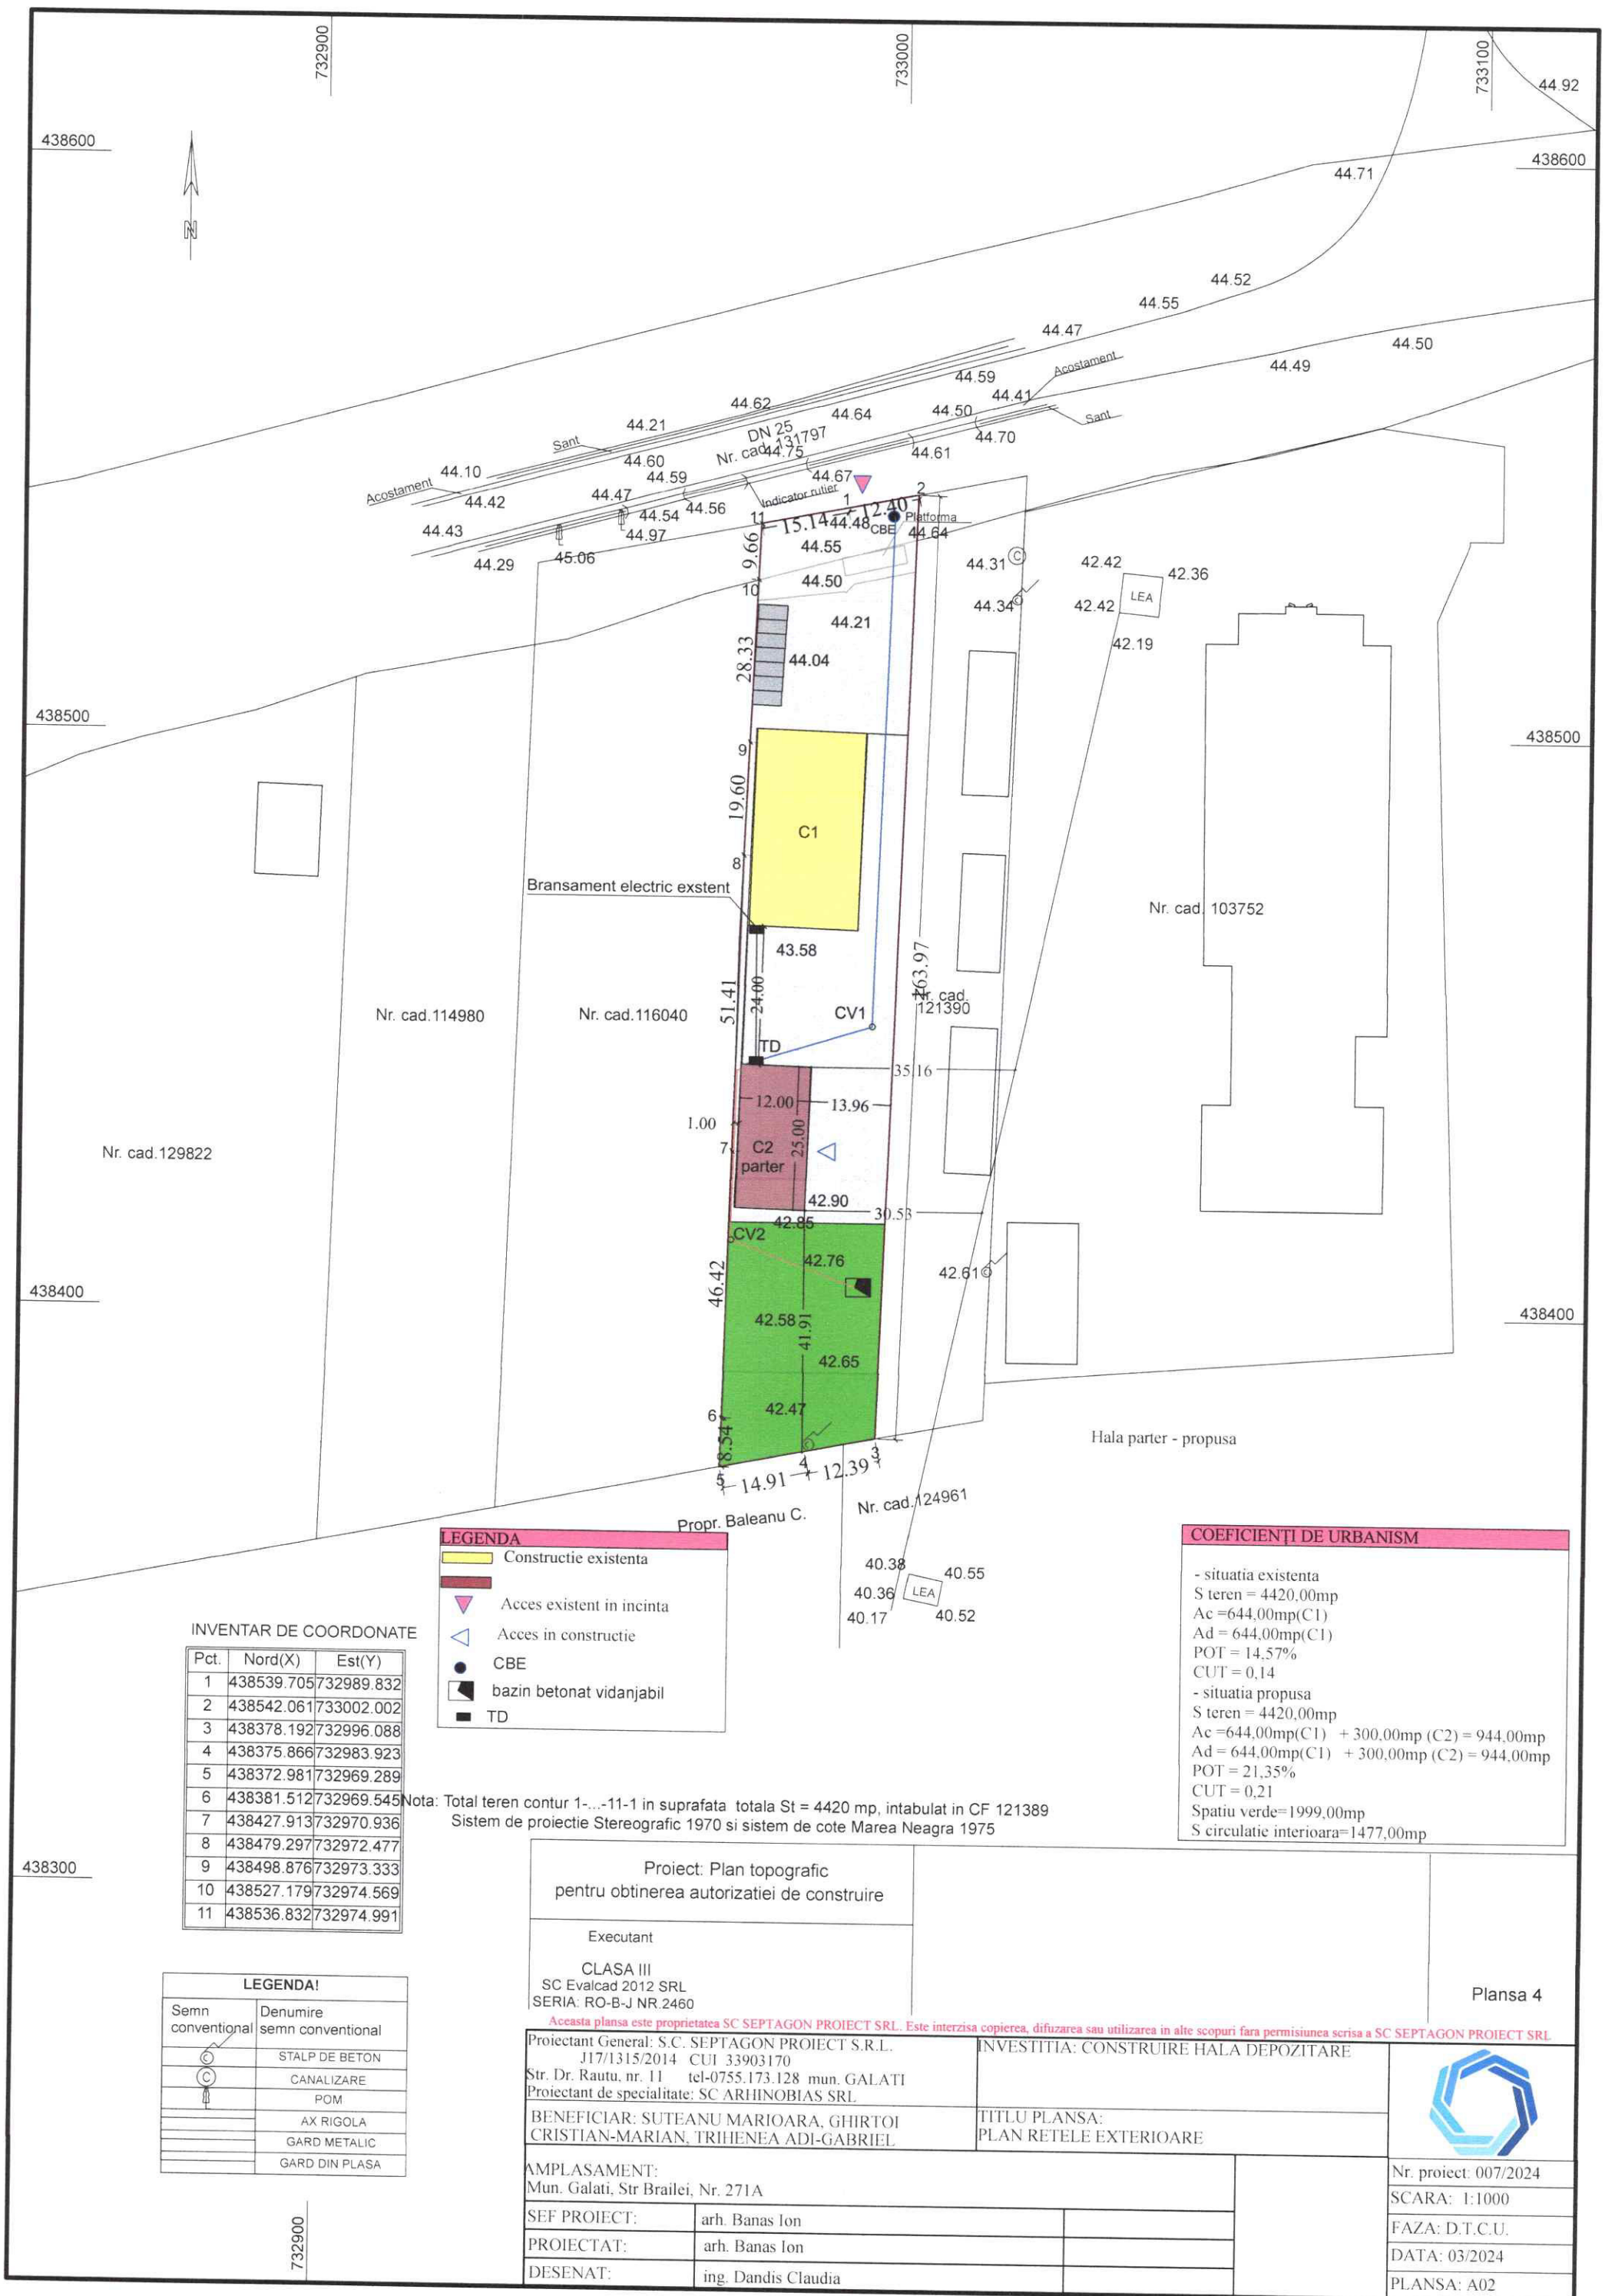 732900
733000
733100
44.92
438600
438600
N
44.71
44.52
44.55
44.47
44.50
44.49
Acostament
44.59
44.41
44.62
44.64
44.50
Sant
44.21
DN 25
44.70
Sant
Nr. cad. 131797
44.75
44.61
44.10
44.60
Acostament
44.42
44.59
44.67
44.47
Indicator rutier
1
2
44.56
44.54
11
15.14
44.48
12.40
CBE
Platforma
44.64
44.43
44.97
44.29
45.06
9.66
44.55
44.31
42.42
42.36
10
44.50
44.34
42.42
LEA
44.21
42.19
28.33
44.04
438500
438500
9
19.60
C1
8
Bransament electric exstent
Nr. cad. 103752
43.58
163.97
51.41
24.00
Nr. cad.
121390
Nr. cad.114980
Nr. cad.116040
CV1
TD
35.16
12.00
13.96
1.00
25.00
7
C2
parter
Nr. cad.129822
42.90
30.53
42.85
CV2
42.76
42.61
46.42
438400
438400
42.58
41.91
42.65
42.47
6
8.54
Hala parter - propusa
5
14.91
4
12.39
3
Nr. cad.124961
Propr. Baleanu C.
40.38
40.55
40.36
LEA
40.17
40.52
LEGENDA
Constructie existenta
Acces existent in incinta
Acces in constructie
CBE
bazin betonat vidanjabil
TD
COEFICIENȚI DE URBANISM
- situatia existenta
S teren = 4420,00mp
Ac =644,00mp(C1)
Ad = 644,00mp(C1)
POT = 14,57%
CUT = 0,14
- situatia propusa
S teren = 4420,00mp
Ac =644,00mp(C1) + 300,00mp (C2) = 944,00mp
Ad = 644,00mp(C1) + 300,00mp (C2) = 944,00mp
POT = 21,35%
CUT = 0,21
Spatiu verde=1999,00mp
S circulatie interioara=1477,00mp
INVENTAR DE COORDONATE
Pct. Nord(X) Est(Y)
1 438539.705 732989.832
2 438542.061 733002.002
3 438378.192 732996.088
4 438375.866 732983.923
5 438372.981 732969.289
6 438381.512 732969.545
7 438427.913 732970.936
8 438479.297 732972.477
9 438498.876 732973.333
10 438527.179 732974.569
11 438536.832 732974.991
Nota: Total teren contur 1-...-11-1 in suprafata totala St = 4420 mp, intabulat in CF 121389
Sistem de proiectie Stereografic 1970 si sistem de cote Marea Neagra 1975
438300
Proiect: Plan topografic
pentru obtinerea autorizatiei de construire
Executant
CLASA III
SC Evalcad 2012 SRL
SERIA: RO-B-J NR.2460
Plansa 4
LEGENDA!
Semn conventional
Denumire semn conventional
STALP DE BETON
CANALIZARE
POM
AX RIGOLA
GARD METALIC
GARD DIN PLASA
732900
Aceasta plansa este proprietatea SC SEPTAGON PROIECT SRL. Este interzisa copierea, difuzarea sau utilizarea in alte scopuri fara permisiunea scrisa a SC SEPTAGON PROIECT SRL
Proiectant General: S.C. SEPTAGON PROIECT S.R.L.
J17/1315/2014 CUI 33903170
Str. Dr. Rautu, nr. 11 tel-0755.173.128 mun. GALATI
Proiectant de specialitate: SC ARHINOBIAS SRL
INVESTITIA: CONSTRUIRE HALA DEPOZITARE
BENEFICIAR: SUTEANU MARIOARA, GHIRTOI
CRISTIAN-MARIAN, TRIHENEA ADI-GABRIEL
TITLU PLANSA:
PLAN RETELE EXTERIOARE
AMPLASAMENT:
Mun. Galati, Str Brailei, Nr. 271A
SEF PROIECT: arh. Banas Ion
PROIECTAT: arh. Banas Ion
DESENAT: ing. Dandis Claudia
Nr. proiect: 007/2024
SCARA: 1:1000
FAZA: D.T.C.U.
DATA: 03/2024
PLANSA: A02